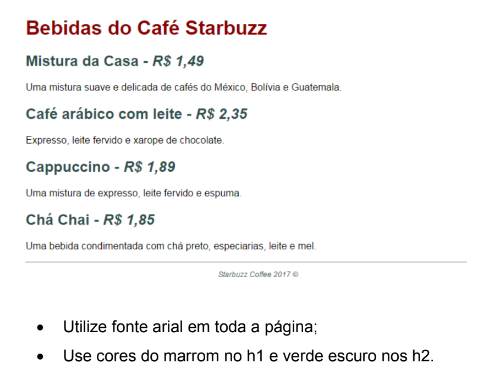 Bebidas do Café Starbuzz
Mistura da Casa - R$ 1,49
Uma mistura suave e delicada de cafés do México, Bolívia e Guatemala.
Café arábico com leite - R$ 2,35
Expresso, leite fervido e xarope de chocolate.
Cappuccino - R$ 1,89
Uma mistura de expresso, leite fervido e espuma.
Chá Chai - R$ 1,85
Uma bebida condimentada com chá preto, especiarias, leite e mel.
Starbuzz Coffee 2017 ©
• Utilize fonte arial em toda a página;
• Use cores do marrom no h1 e verde escuro nos h2.